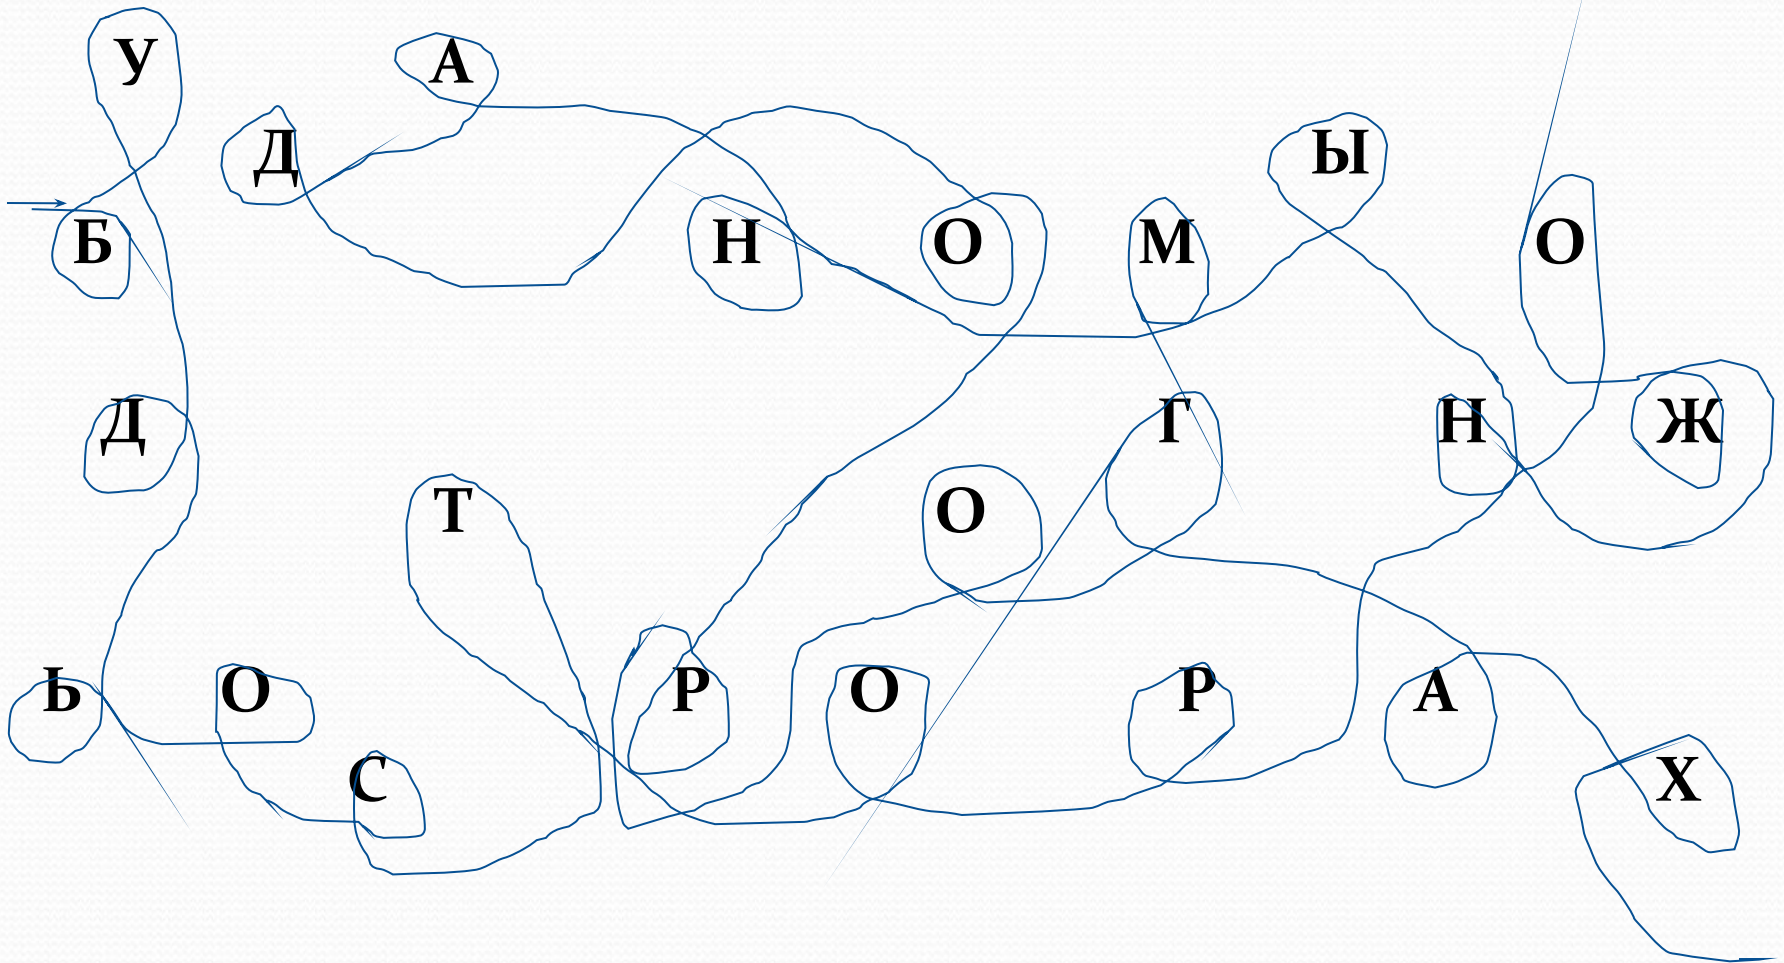 У А
Д Ы
Б Н О М О
Д Г Н Ж
Т О
Ь О Р О Р А
С Х